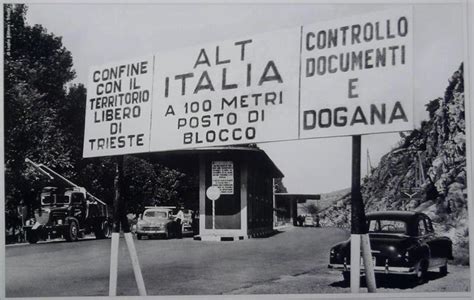 CONFINE
CON IL
TERRITORIO
LIBERO
DI
TRIESTE
ALT
ITALIA
A 100 METRI
POSTO DI
BLOCCO
CONTROLLO
DOCUMENTI
E
DOGANA